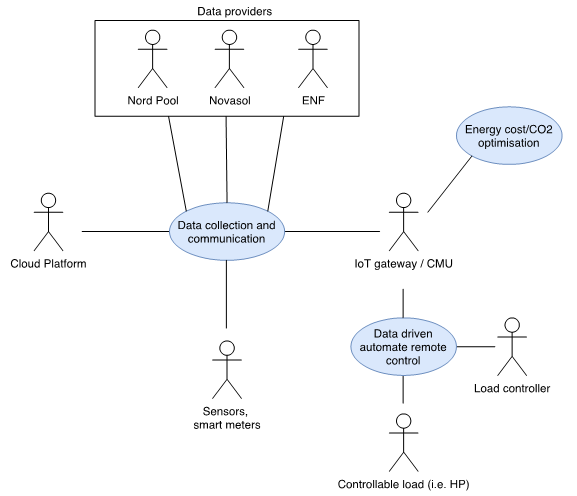 Data providers
Nord Pool
Novasol
ENF
Energy cost/CO2
optimisation
Data collection and
communication
Cloud Platform
IoT gateway / CMU
Data driven
automate remote
control
Load controller
Sensors,
smart meters
Controllable load (i.e. HP)